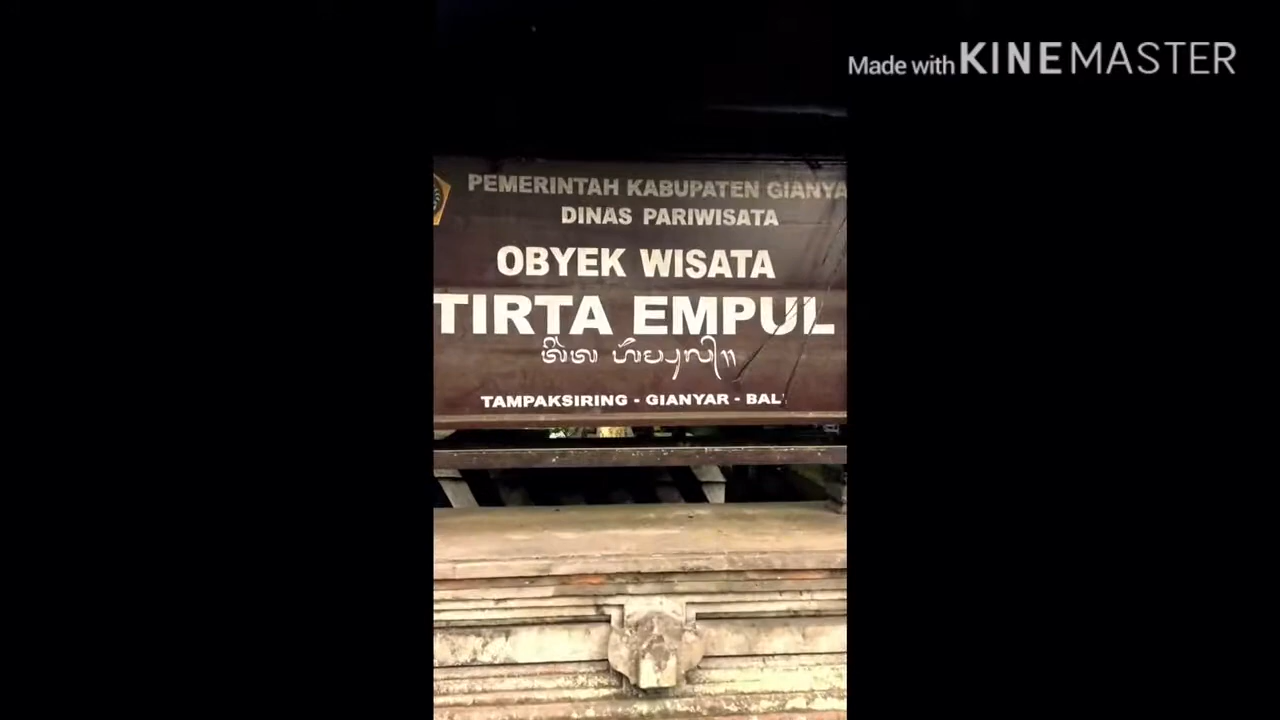 Made with KINEMASTER
PEMERINTAH KABUPATEN GIANYA
DINAS PARIWISATA
OBYEK WISATA
TIRTA EMPUL
TAMPAKSIRING - GIANYAR - BAL